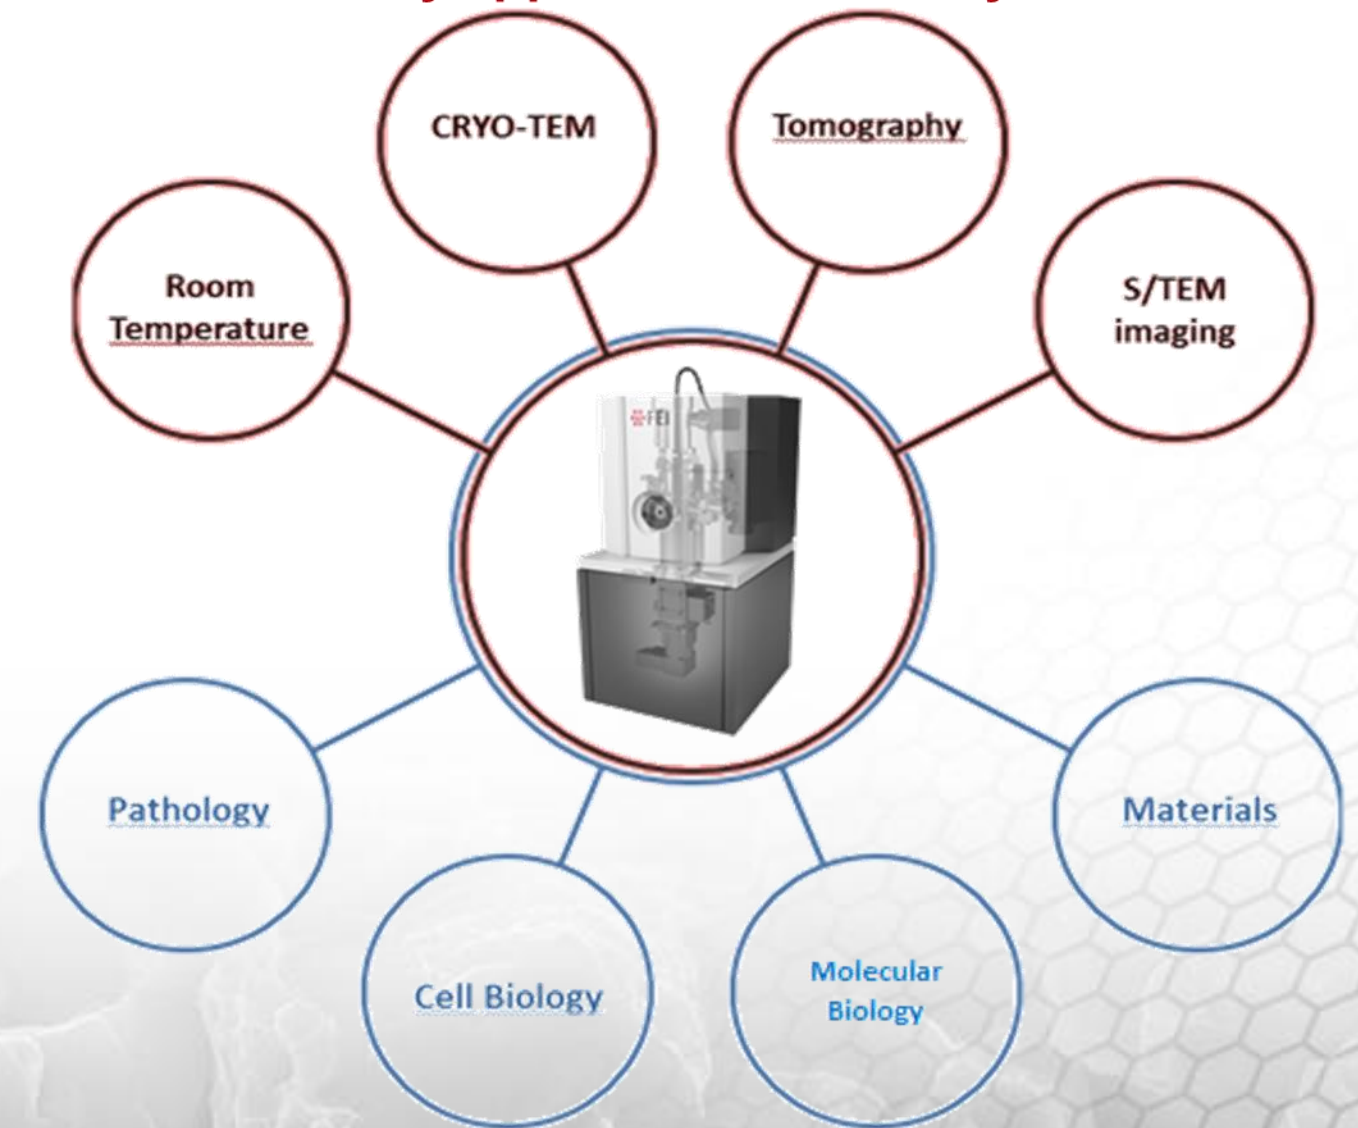 CRYO-TEM
Tomography
Room
Temperature
S/TEM
imaging
FEI
Pathology
Materials
Cell Biology
Molecular
Biology